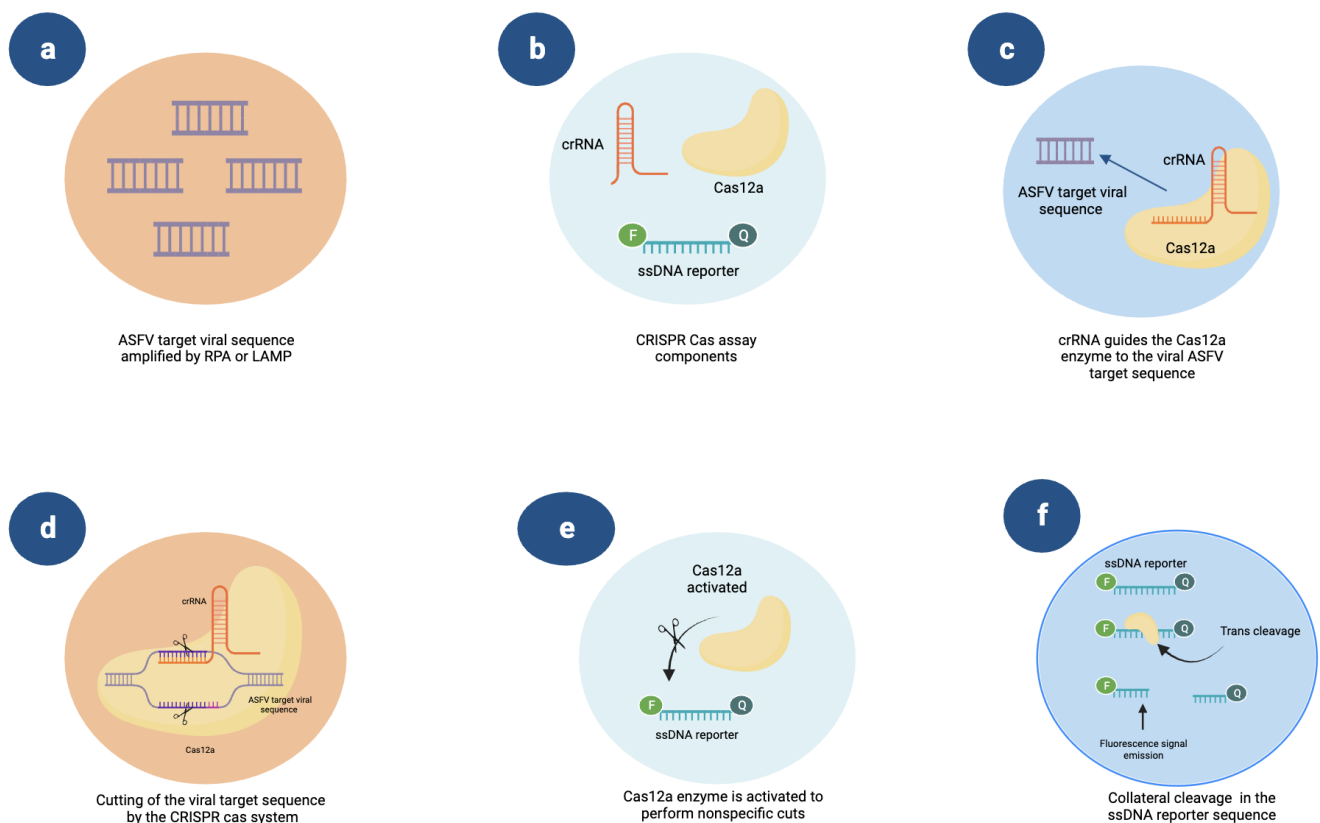 a
ASFV target viral sequence
amplified by RPA or LAMP
b
crRNA
Cas12a
F
Q
ssDNA reporter
CRISPR Cas assay
components
c
crRNA
ASFV target viral
sequence
Cas12a
crRNA guides the Cas12a
enzyme to the viral ASFV
target sequence
d
crRNA
ASFV target viral
sequence
Cas12a
Cutting of the viral target sequence
by the CRISPR cas system
e
Cas12a
activated
F
Q
ssDNA reporter
Cas12a enzyme is activated to
perform nonspecific cuts
f
ssDNA reporter
F
Q
F
Q
Trans cleavage
F
Q
Fluorescence signal
emission
Collateral cleavage in the
ssDNA reporter sequence